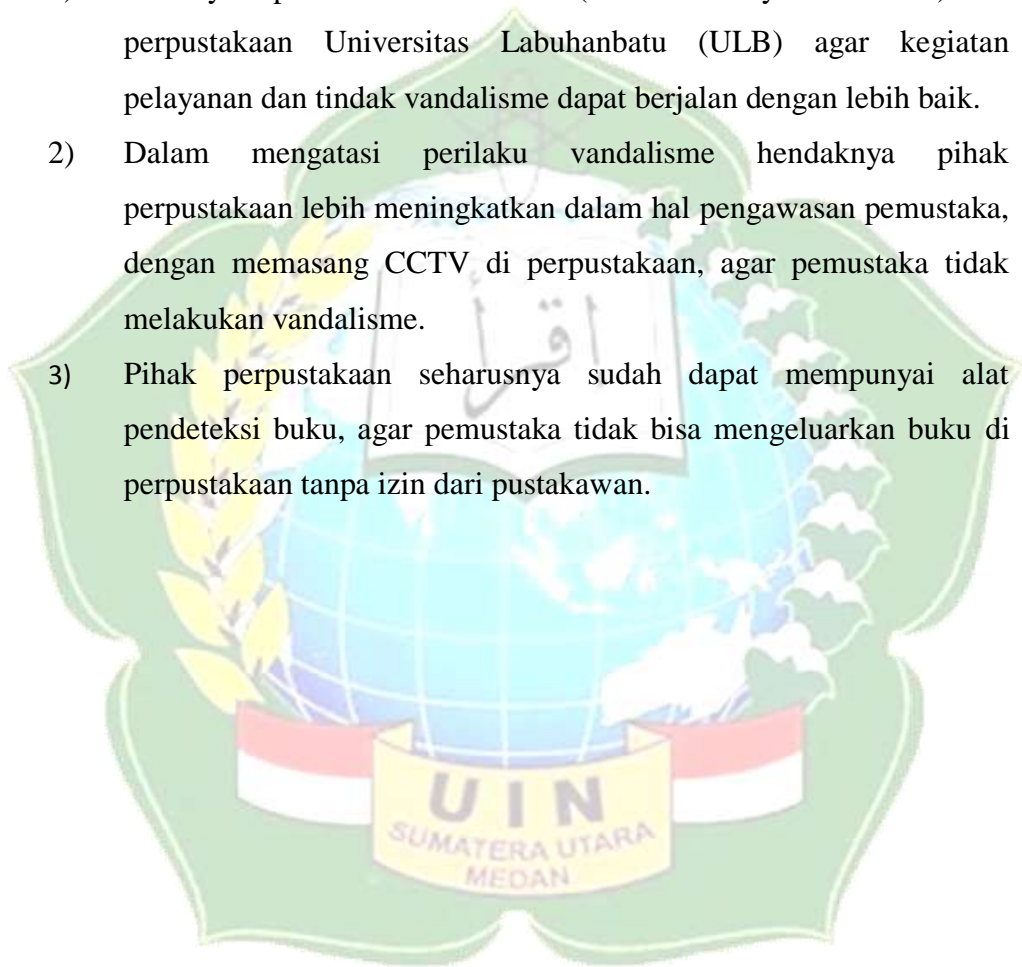 perpustakaan Universitas Labuhanbatu (ULB) agar kegiatan
pelayanan dan tindak vandalisme dapat berjalan dengan lebih baik.
2) Dalam mengatasi perilaku vandalisme hendaknya pihak
perpustakaan lebih meningkatkan dalam hal pengawasan pemustaka,
dengan memasang CCTV di perpustakaan, agar pemustaka tidak
melakukan vandalisme.
3) Pihak perpustakaan seharusnya sudah dapat mempunyai alat
pendeteksi buku, agar pemustaka tidak bisa mengeluarkan buku di
perpustakaan tanpa izin dari pustakawan.
اقرأ
UIN
SUMATERA UTARA
MEDAN